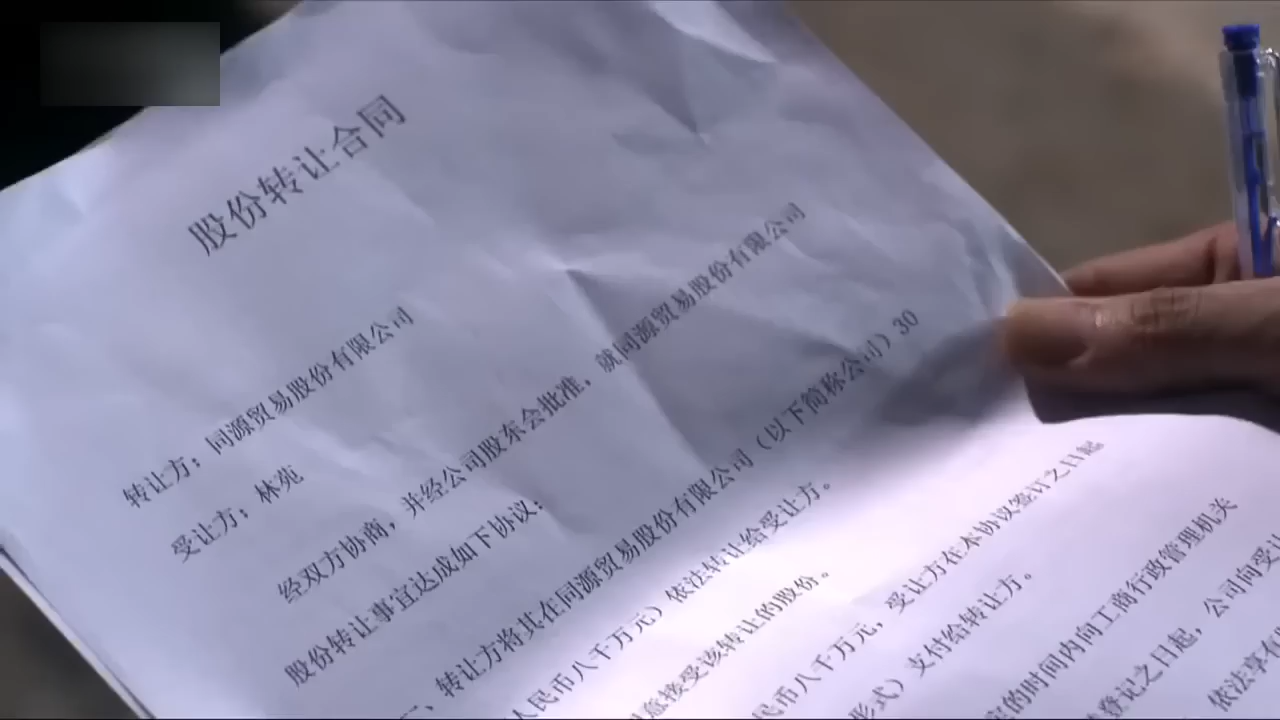 股份转让合同
转让方：同源贸易股份有限公司
受让方：林苑
经双方协商，并经公司股东会批准，就同源贸易股份有限公司
股份转让事宜达成如下协议：
一、转让方将其在同源贸易股份有限公司（以下简称公司）30
人民币八千万元）依法转让给受让方。
意接受该转让的股份。
民币八千万元，受让方在本协议签订之日起
形式）支付给转让方。
的时间内向工商行政管理机关
登记之日起，公司向受让
依法享有